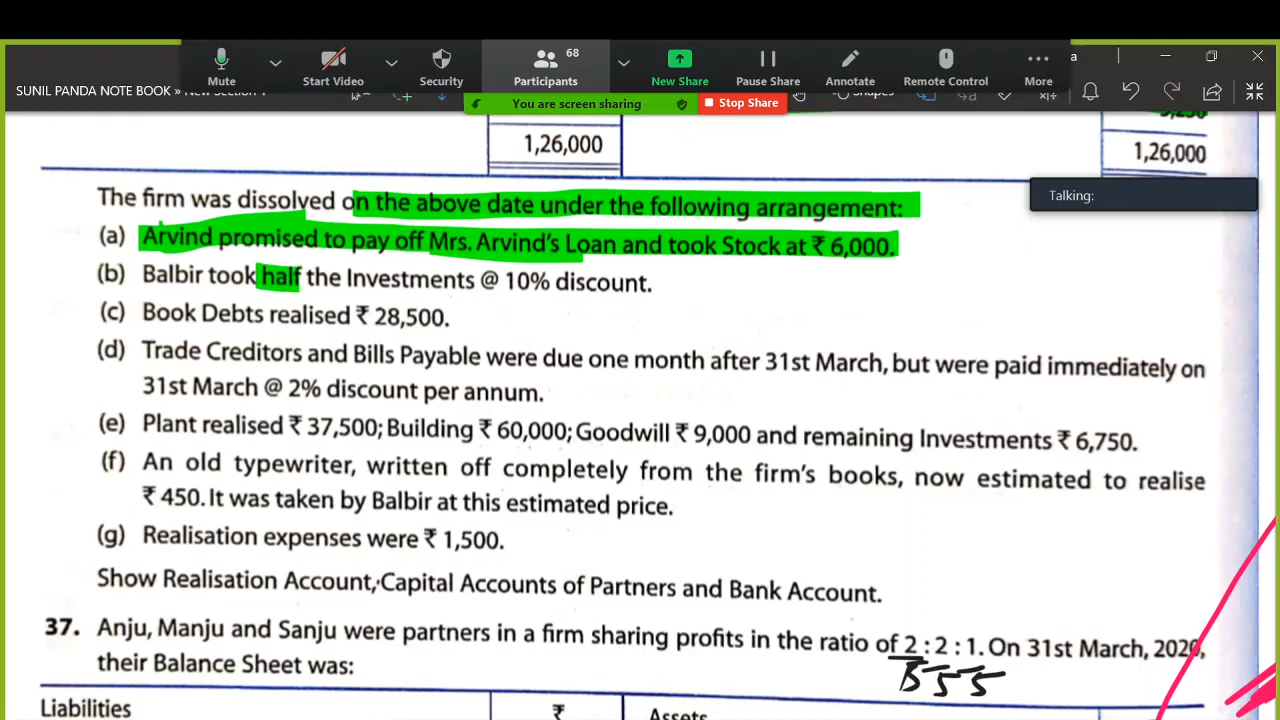 68
Mute
Start Video
Security
Participants
New Share
Pause Share
Annotate
Remote Control
More
a
SUNIL PANDA NOTE BOOK » New Section 1
You are screen sharing
Stop Share
Shapes
1,26,000
1,26,000
Talking:
The firm was dissolved on the above date under the following arrangement:
(a) Arvind promised to pay off Mrs. Arvind's Loan and took Stock at ₹ 6,000.
(b) Balbir took half the Investments @ 10% discount.
(c) Book Debts realised ₹ 28,500.
(d) Trade Creditors and Bills Payable were due one month after 31st March, but were paid immediately on
31st March @ 2% discount per annum.
(e) Plant realised ₹ 37,500; Building ₹ 60,000; Goodwill ₹ 9,000 and remaining Investments ₹ 6,750.
(f) An old typewriter, written off completely from the firm's books, now estimated to realise
₹ 450. It was taken by Balbir at this estimated price.
(g) Realisation expenses were ₹ 1,500.
Show Realisation Account, Capital Accounts of Partners and Bank Account.
37. Anju, Manju and Sanju were partners in a firm sharing profits in the ratio of 2 : 2 : 1. On 31st March, 2020,
their Balance Sheet was:
Liabilities ₹ Assets